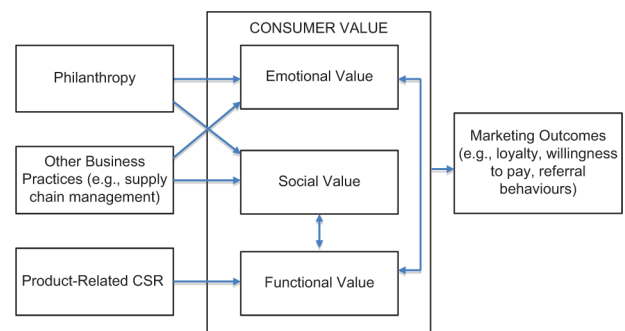 CONSUMER VALUE
Philanthropy
Emotional Value
Other Business
Practices (e.g., supply
chain management)
Social Value
Product-Related CSR
Functional Value
Marketing Outcomes
(e.g., loyalty, willingness
to pay, referral
behaviours)